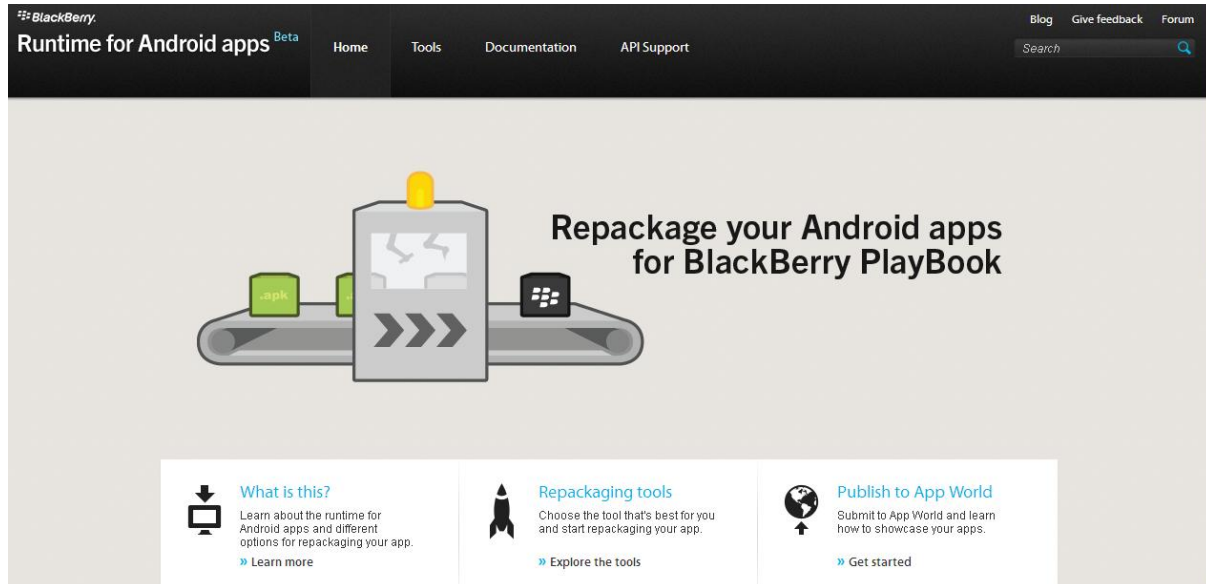 BlackBerry.
Runtime for Android apps Beta
Home
Tools
Documentation
API Support
Blog
Give feedback
Forum
Search
Repackage your Android apps
for BlackBerry PlayBook
.apk
What is this?
Learn about the runtime for
Android apps and different
options for repackaging your app.
» Learn more
Repackaging tools
Choose the tool that's best for you
and start repackaging your app.
» Explore the tools
Publish to App World
Submit to App World and learn
how to showcase your apps.
» Get started